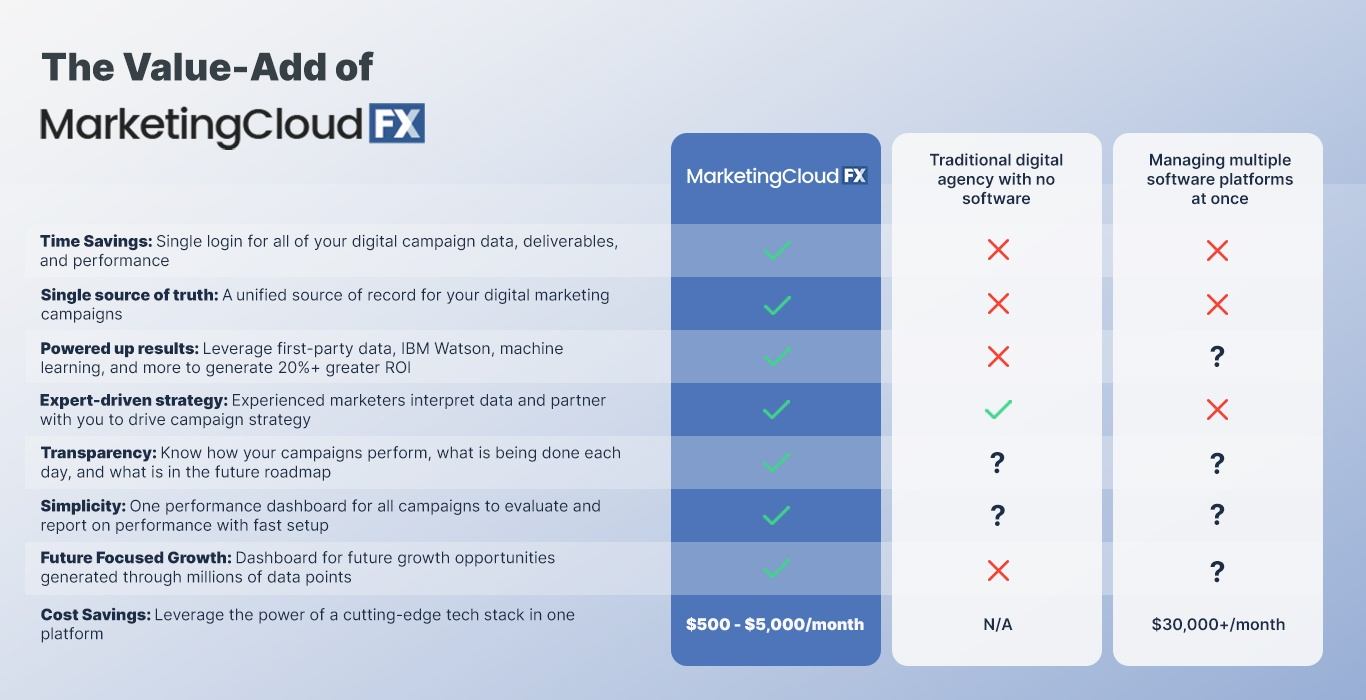 The Value-Add of
MarketingCloudFX
MarketingCloudFX
Traditional digital
agency with no
software
Managing multiple
software platforms
at once
Time Savings: Single login for all of your digital campaign data, deliverables,
and performance
Single source of truth: A unified source of record for your digital marketing
campaigns
Powered up results: Leverage first-party data, IBM Watson, machine
learning, and more to generate 20%+ greater ROI
?
Expert-driven strategy: Experienced marketers interpret data and partner
with you to drive campaign strategy
Transparency: Know how your campaigns perform, what is being done each
day, and what is in the future roadmap
? ?
Simplicity: One performance dashboard for all campaigns to evaluate and
report on performance with fast setup
? ?
Future Focused Growth: Dashboard for future growth opportunities
generated through millions of data points
?
Cost Savings: Leverage the power of a cutting-edge tech stack in one
platform
$500 - $5,000/month N/A $30,000+/month